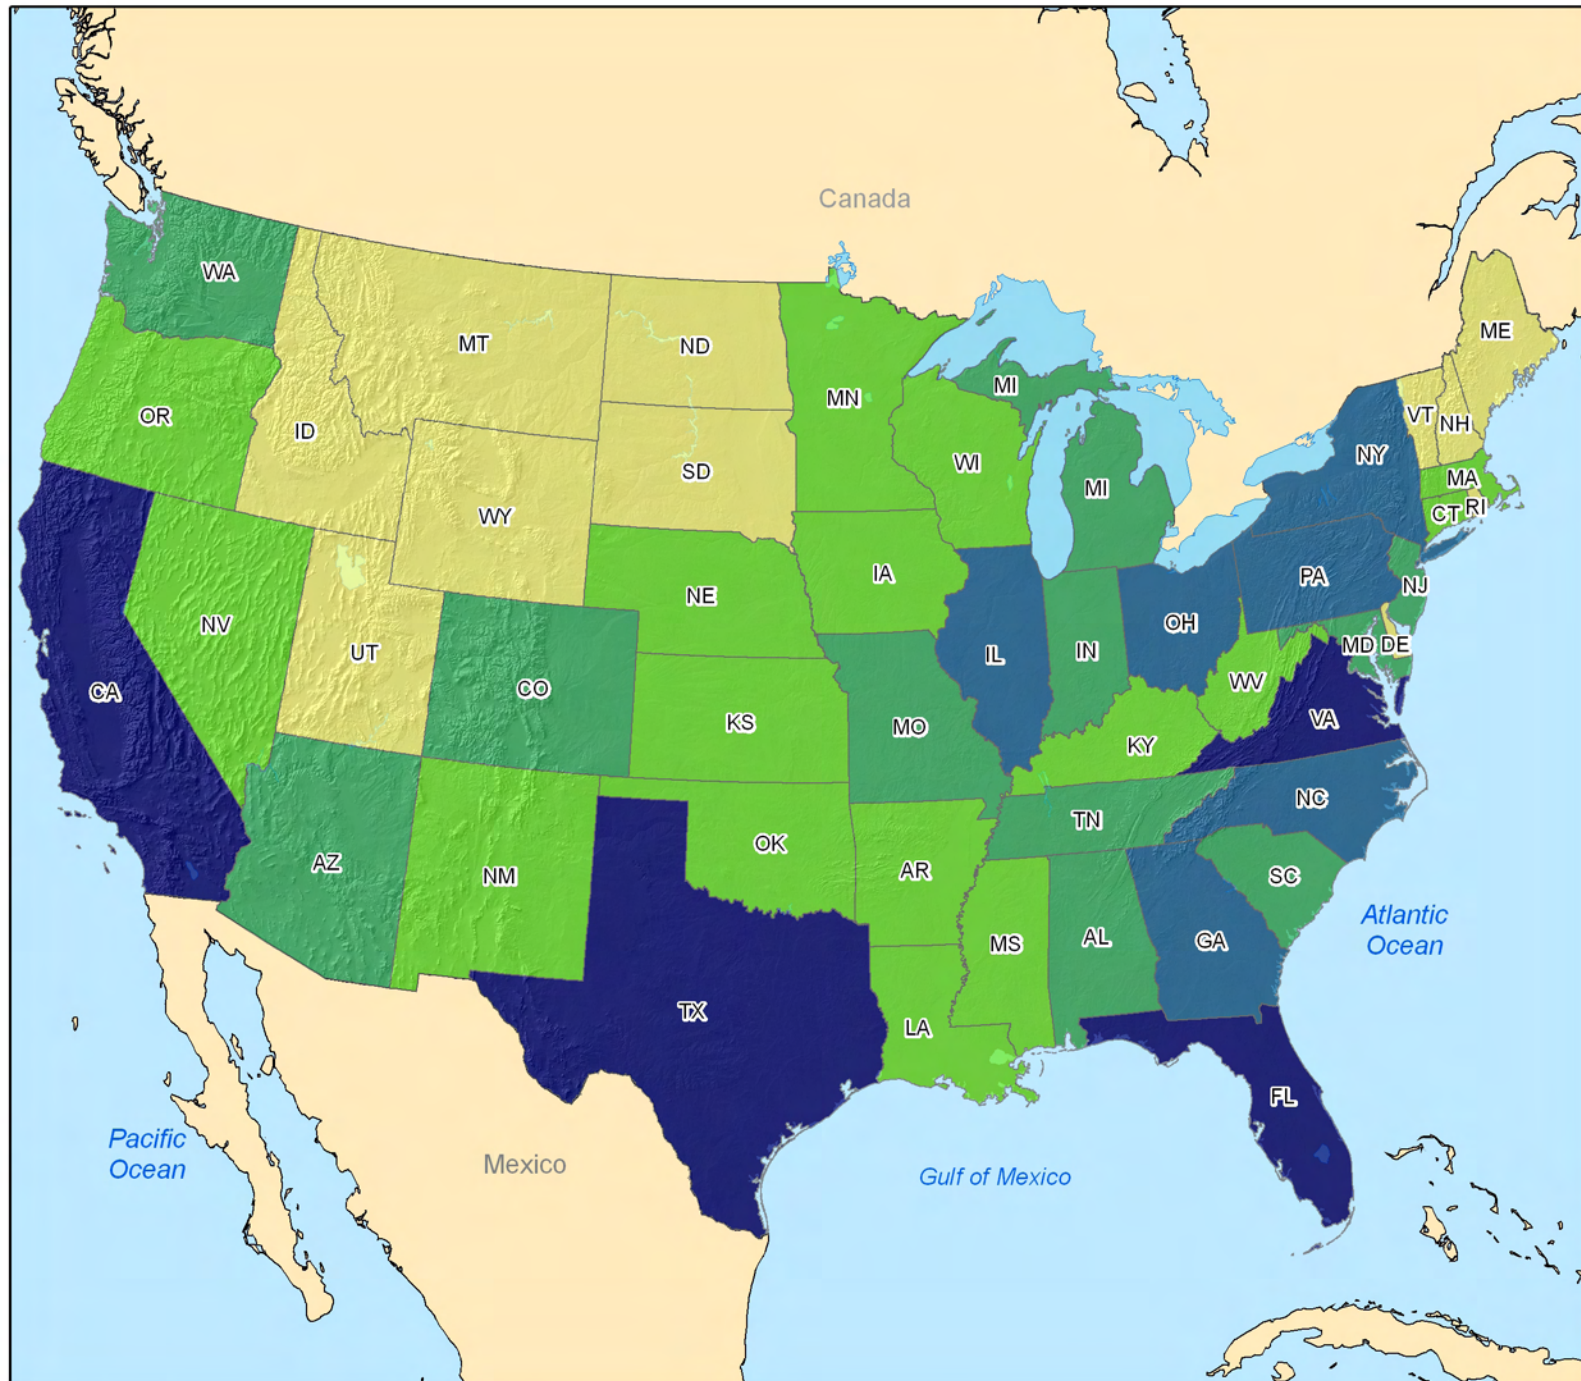 Canada
WA
MT
ND
ME
OR
ID
MN
MI
VT
NH
SD
WI
NY
MI
MA
WY
CT
RI
IA
PA
NE
NJ
NV
OH
UT
IL
IN
MD
DE
CA
CO
WV
KS
MO
VA
KY
NC
TN
OK
AZ
NM
AR
SC
Atlantic
Ocean
MS
AL
GA
TX
LA
FL
Pacific
Ocean
Mexico
Gulf of Mexico